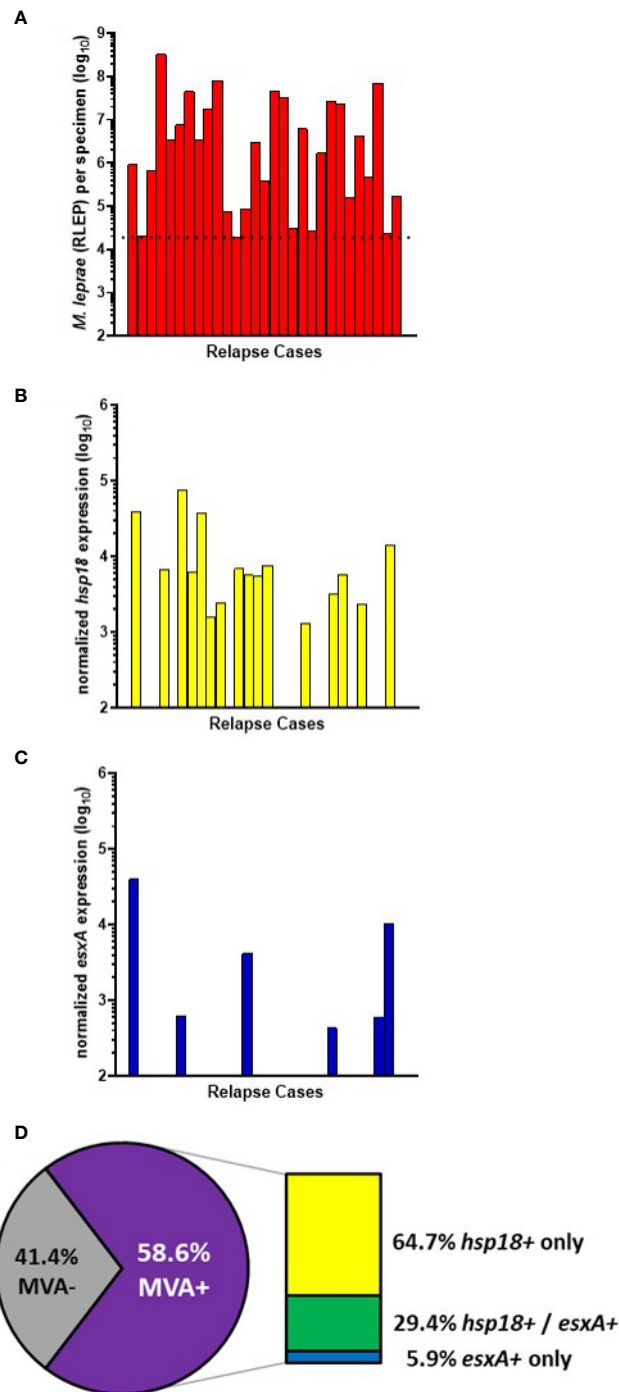 A
M. leprae (RLEP) per specimen (log10)
9
8
7
6
5
4
3
2
Relapse Cases
B
normalized hsp18 expression (log10)
6
5
4
3
2
Relapse Cases
C
normalized esxA expression (log10)
6
5
4
3
2
Relapse Cases
D
41.4%
MVA-
58.6%
MVA+
64.7% hsp18+ only
29.4% hsp18+ / esxA+
5.9% esxA+ only